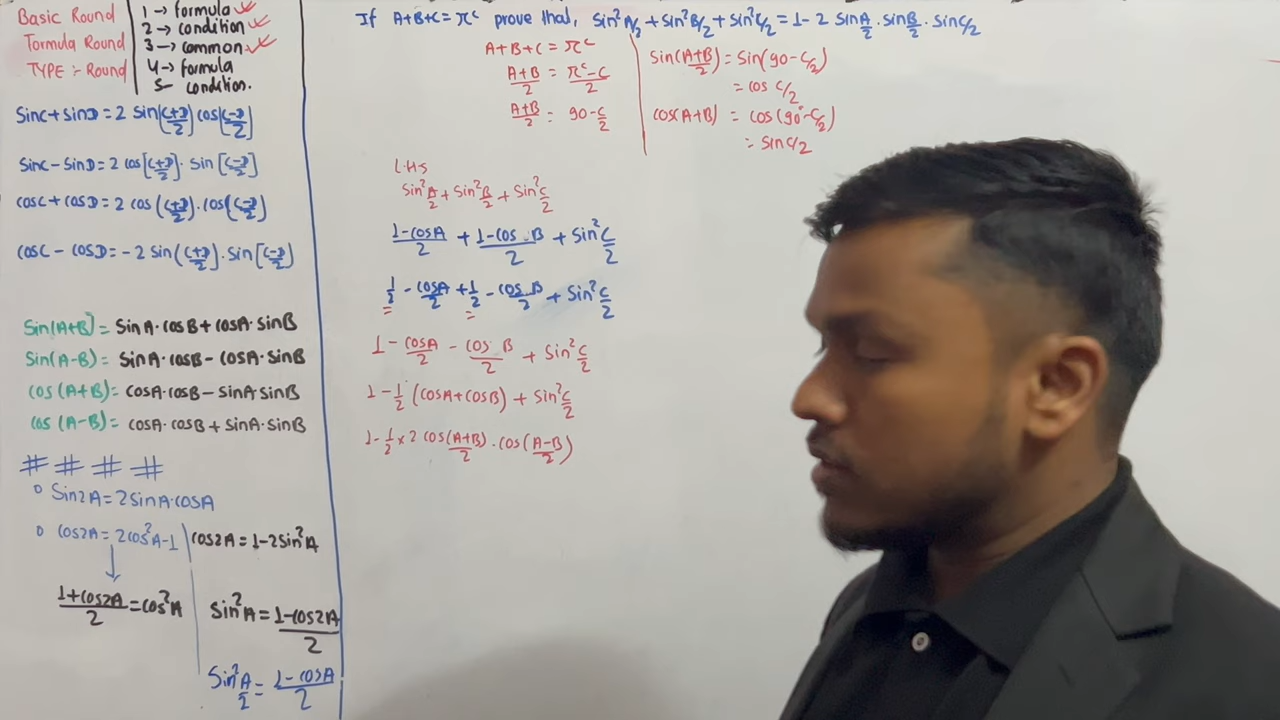 Basic Round
Formula Round
TYPE :- Round
1 → formula ✓
2 → condition ✓
3 → common ✓
4 → formula
5- condition.
SinC + SinD = 2 Sin[(C+D)/2] cos[(C-D)/2]
SinC - SinD = 2 cos[(C+D)/2] · Sin[(C-D)/2]
cosC + cosD = 2 cos((C+D)/2) · cos((C-D)/2)
cosC - cosD = -2 Sin((C+D)/2) · Sin[(C-D)/2]
Sin(A+B) = SinA·cosB + cosA·sinB
Sin(A-B) = SinA·cosB - cosA·sinB
cos(A+B) = cosA·cosB - sinA·sinB
cos(A-B) = cosA·cosB + sinA·sinB
# # # #
Sin2A = 2SinA·cosA
cos2A = 2cos²A-1
cos2A = 1-2Sin²A
(1+cos2A)/2 = cos²A
Sin²A = (1-cos2A)/2
Sin²A/2 = (1-cosA)/2
If A+B+C = πᶜ prove that, Sin²A/2 + Sin²B/2 + Sin²C/2 = 1 - 2 SinA/2 · SinB/2 · SinC/2
A+B+C = πᶜ
(A+B)/2 = (πᶜ-C)/2
(A+B)/2 = 90-C/2
Sin((A+B)/2) = Sin(90-C/2)
= cos C/2
cos(A+B) = cos(90°-C/2)
= SinC/2
L.H.S
Sin²A/2 + Sin²B/2 + Sin²C/2
(1-cosA)/2 + (1-cos B)/2 + Sin²C/2
1/2 - cosA/2 + 1/2 - cos B/2 + Sin²C/2
1 - cosA/2 - cos B/2 + Sin²C/2
1 - 1/2 (cosA+cosB) + Sin²C/2
1 - 1/2 × 2 cos(A+B)/2 · cos((A-B)/2)